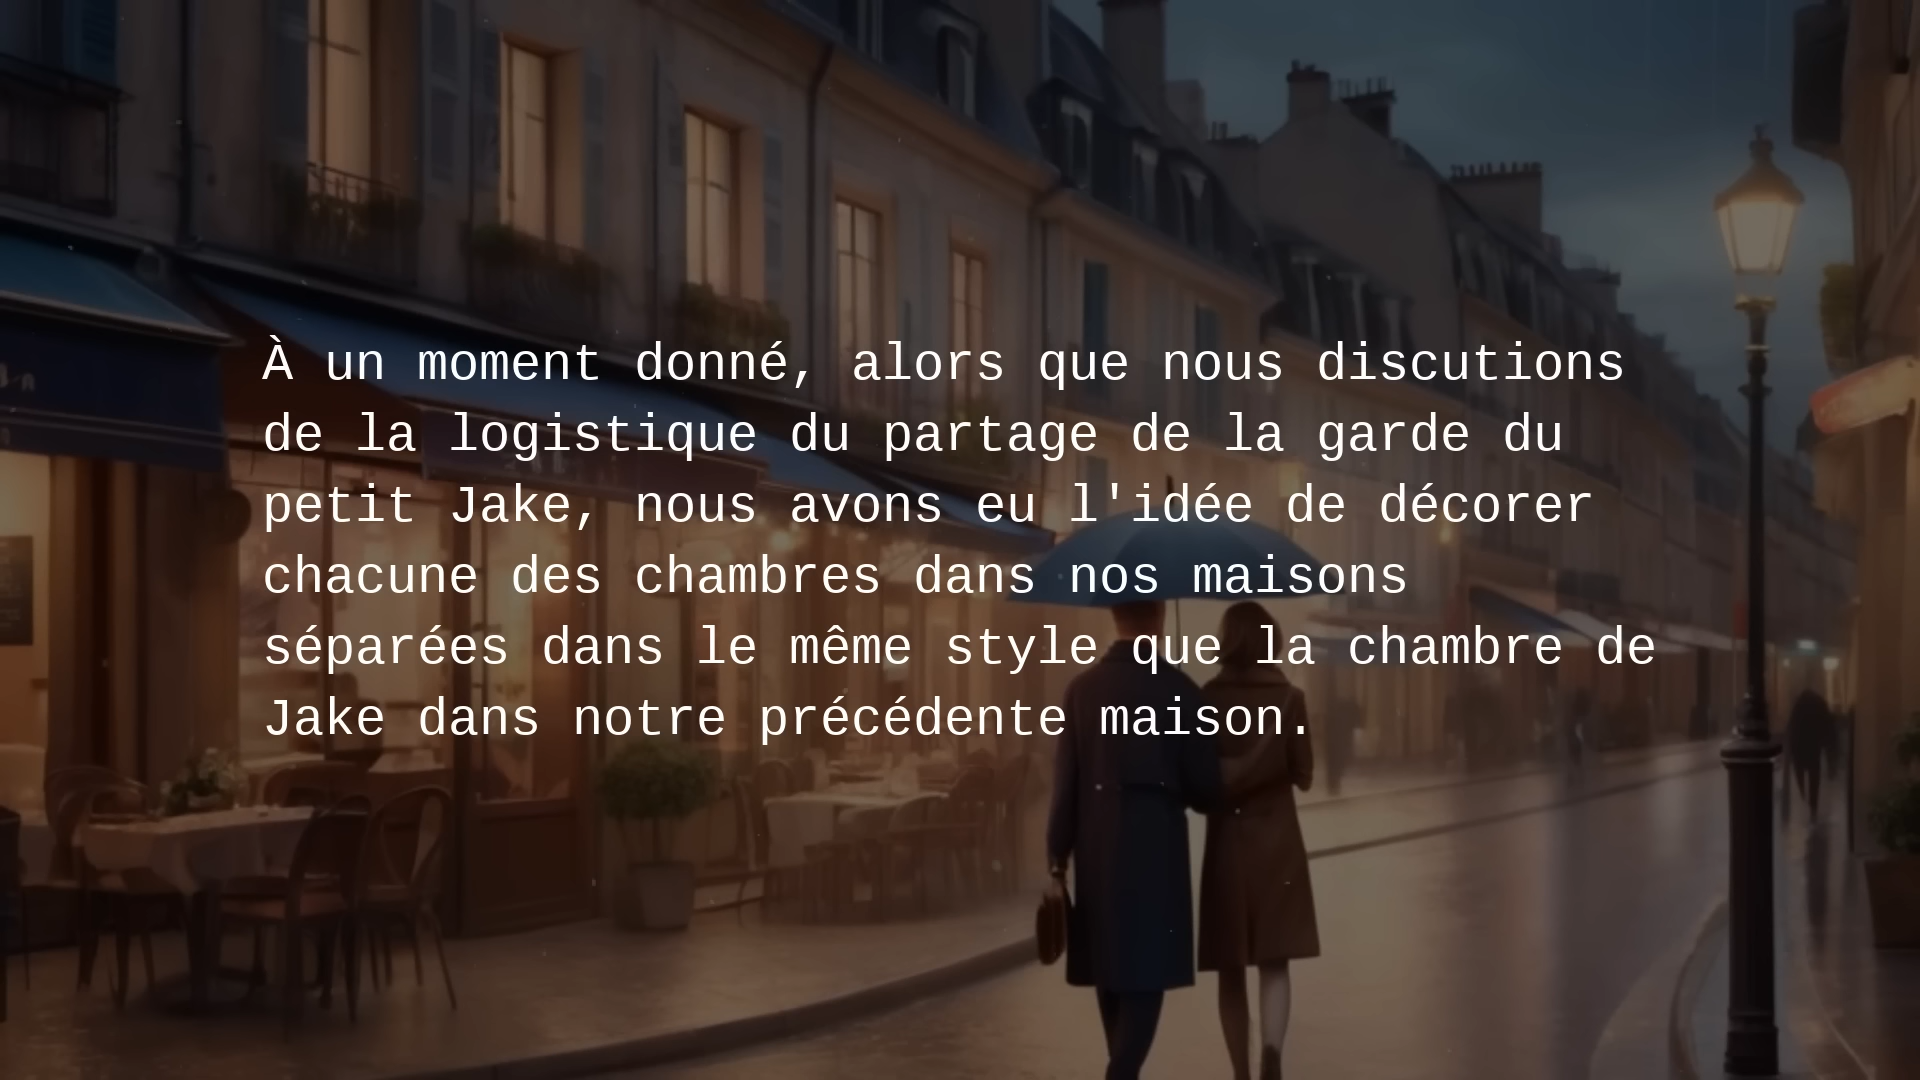 À un moment donné, alors que nous discutions
de la logistique du partage de la garde du
petit Jake, nous avons eu l'idée de décorer
chacune des chambres dans nos maisons
séparées dans le même style que la chambre de
Jake dans notre précédente maison.